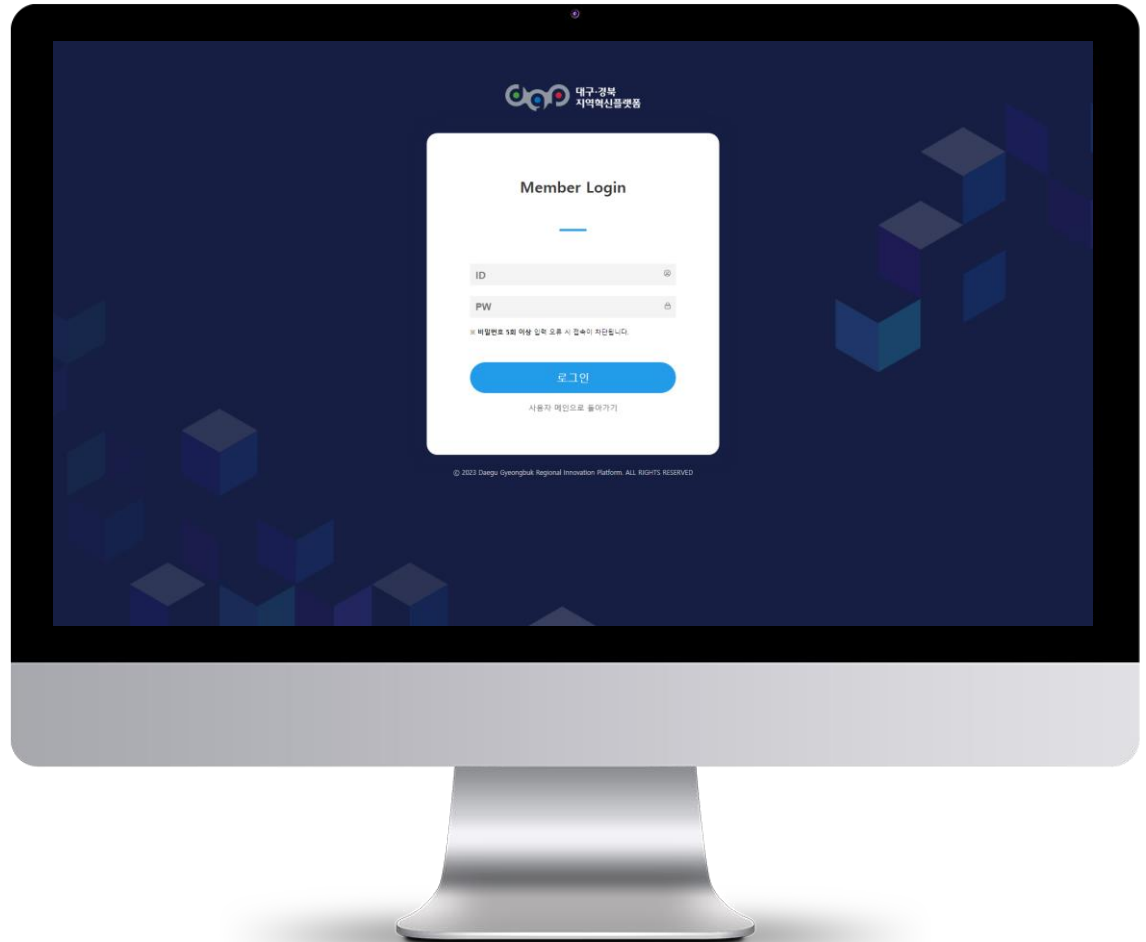 대구·경북
지역혁신플랫폼
Member Login
ID
PW
※ 비밀번호 5회 이상 입력 오류 시 접속이 차단됩니다.
로그인
사용자 메인으로 돌아가기
© 2023 Daegu Gyeongbuk Regional Innovation Platform. ALL RIGHTS RESERVED